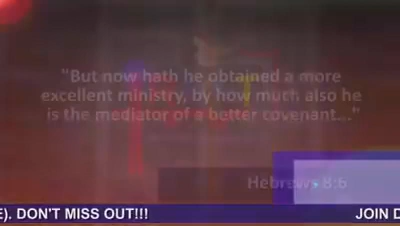 "But now hath he obtained a more
excellent ministry, by how much also he
is the mediator of a better covenant..."
Hebrews 8:6
E). DON'T MISS OUT!!!
JOIN D